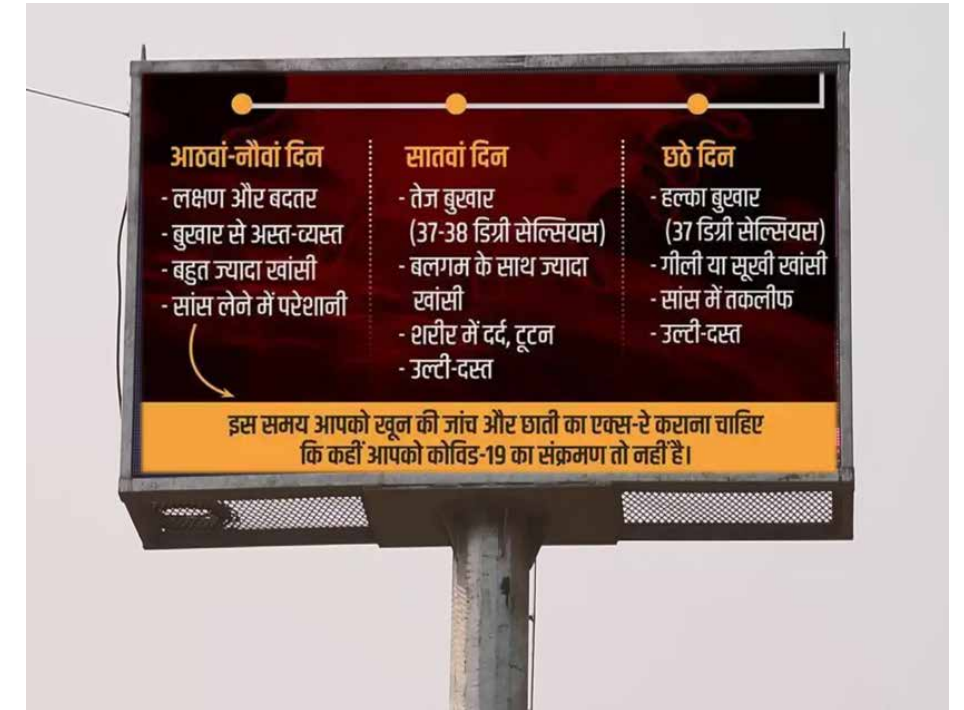 आठवां-नौवां दिन
- लक्षण और बदतर
- बुखार से अस्त-व्यस्त
- बहुत ज्यादा खांसी
- सांस लेने में परेशानी
सातवां दिन
- तेज बुखार
(37-38 डिग्री सेल्सियस)
- बलगम के साथ ज्यादा
खांसी
- शरीर में दर्द, टूटन
- उल्टी-दस्त
छठे दिन
- हल्का बुखार
(37 डिग्री सेल्सियस)
- गीली या सूखी खांसी
- सांस में तकलीफ
- उल्टी-दस्त
इस समय आपको खून की जांच और छाती का एक्स-रे कराना चाहिए
कि कहीं आपको कोविड-19 का संक्रमण तो नहीं है।